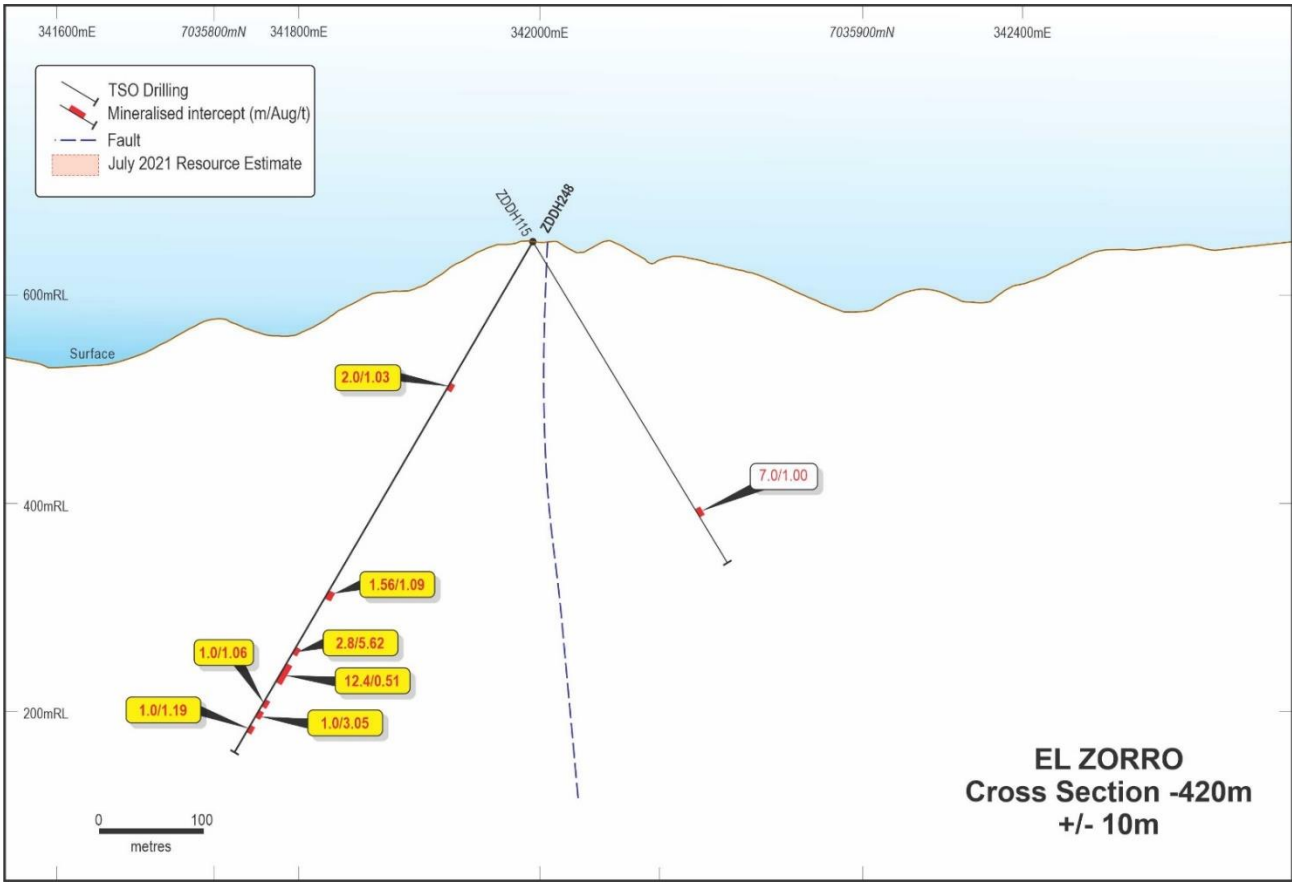 341600mE 7035800mN 341800mE 342000mE 7035900mN 342400mE
TSO Drilling
Mineralised intercept (m/Aug/t)
Fault
July 2021 Resource Estimate
ZDDH115
ZDDH248
600mRL
Surface
2.0/1.03
7.0/1.00
400mRL
1.56/1.09
2.8/5.62
1.0/1.06
12.4/0.51
1.0/1.19
1.0/3.05
200mRL
EL ZORRO
Cross Section -420m
+/- 10m
0 100
metres